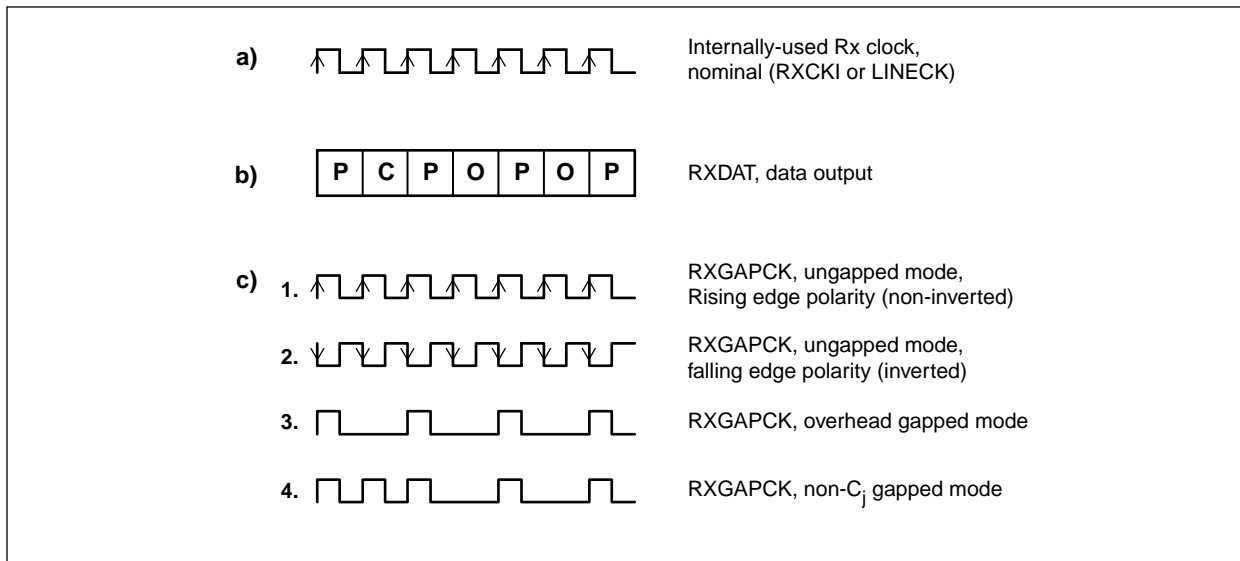 a)
Internally-used Rx clock,
nominal (RXCKI or LINECK)
b)
P C P O P O P
RXDAT, data output
c)
1.
RXGAPCK, ungapped mode,
Rising edge polarity (non-inverted)
2.
RXGAPCK, ungapped mode,
falling edge polarity (inverted)
3.
RXGAPCK, overhead gapped mode
4.
RXGAPCK, non-Cj gapped mode